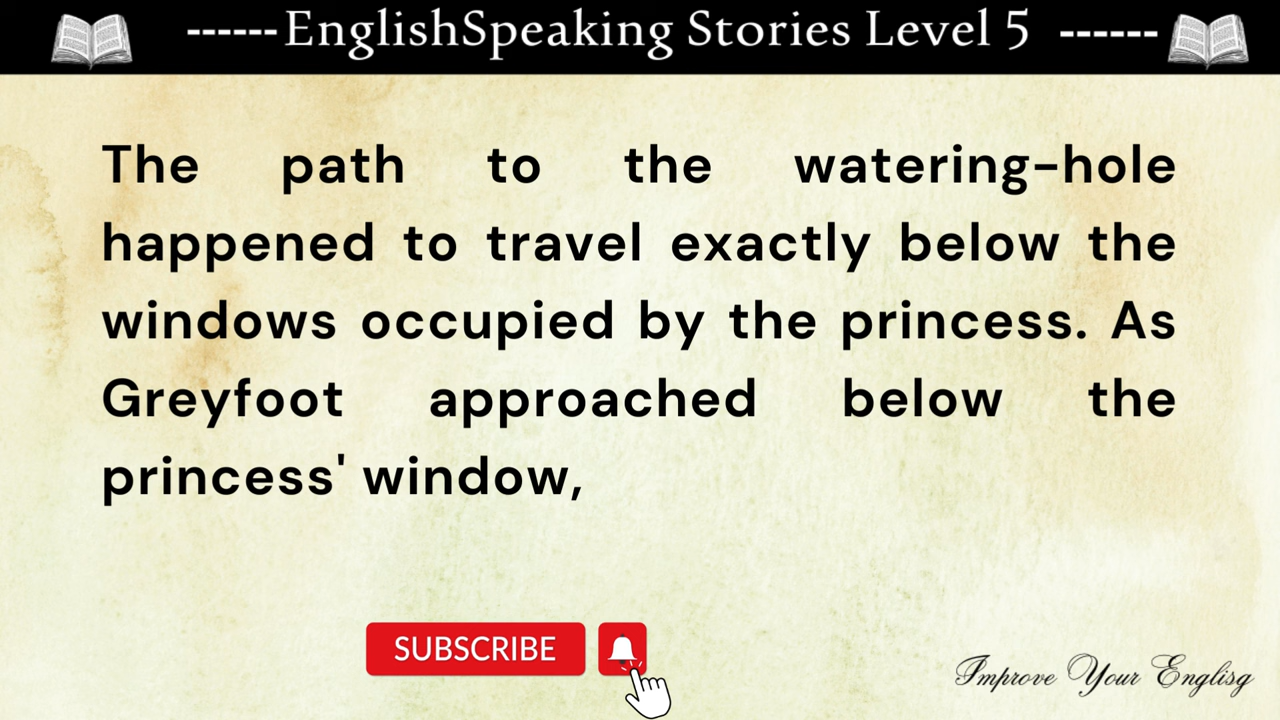 ------EnglishSpeaking Stories Level 5 ------
The path to the watering-hole
happened to travel exactly below the
windows occupied by the princess. As
Greyfoot approached below the
princess' window,
SUBSCRIBE
Improve Your Englisg